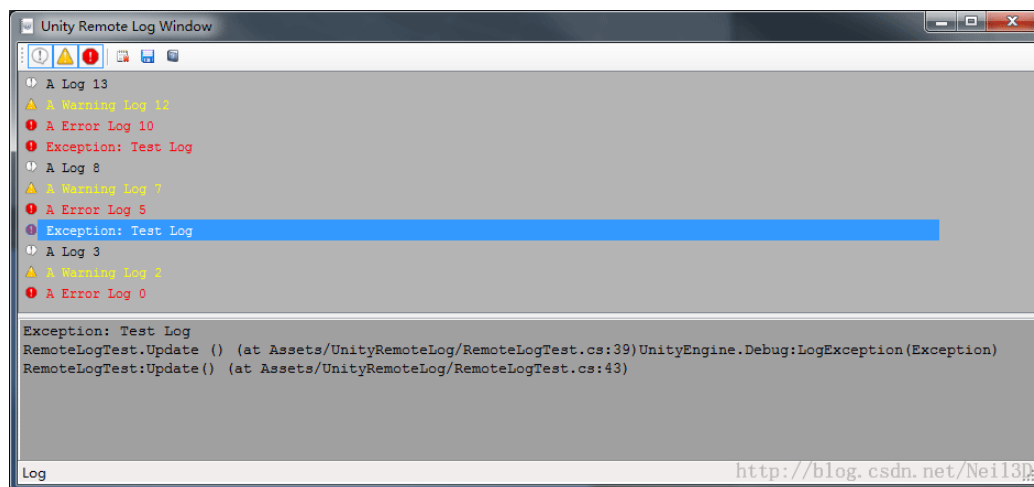 Unity Remote Log Window
A Log 13
A Warning Log 12
A Error Log 10
Exception: Test Log
A Log 8
A Warning Log 7
A Error Log 5
Exception: Test Log
A Log 3
A Warning Log 2
A Error Log 0
Exception: Test Log
RemoteLogTest.Update () (at Assets/UnityRemoteLog/RemoteLogTest.cs:39)UnityEngine.Debug:LogException(Exception)
RemoteLogTest:Update() (at Assets/UnityRemoteLog/RemoteLogTest.cs:43)
Log
http://blog.csdn.net/Neil3D